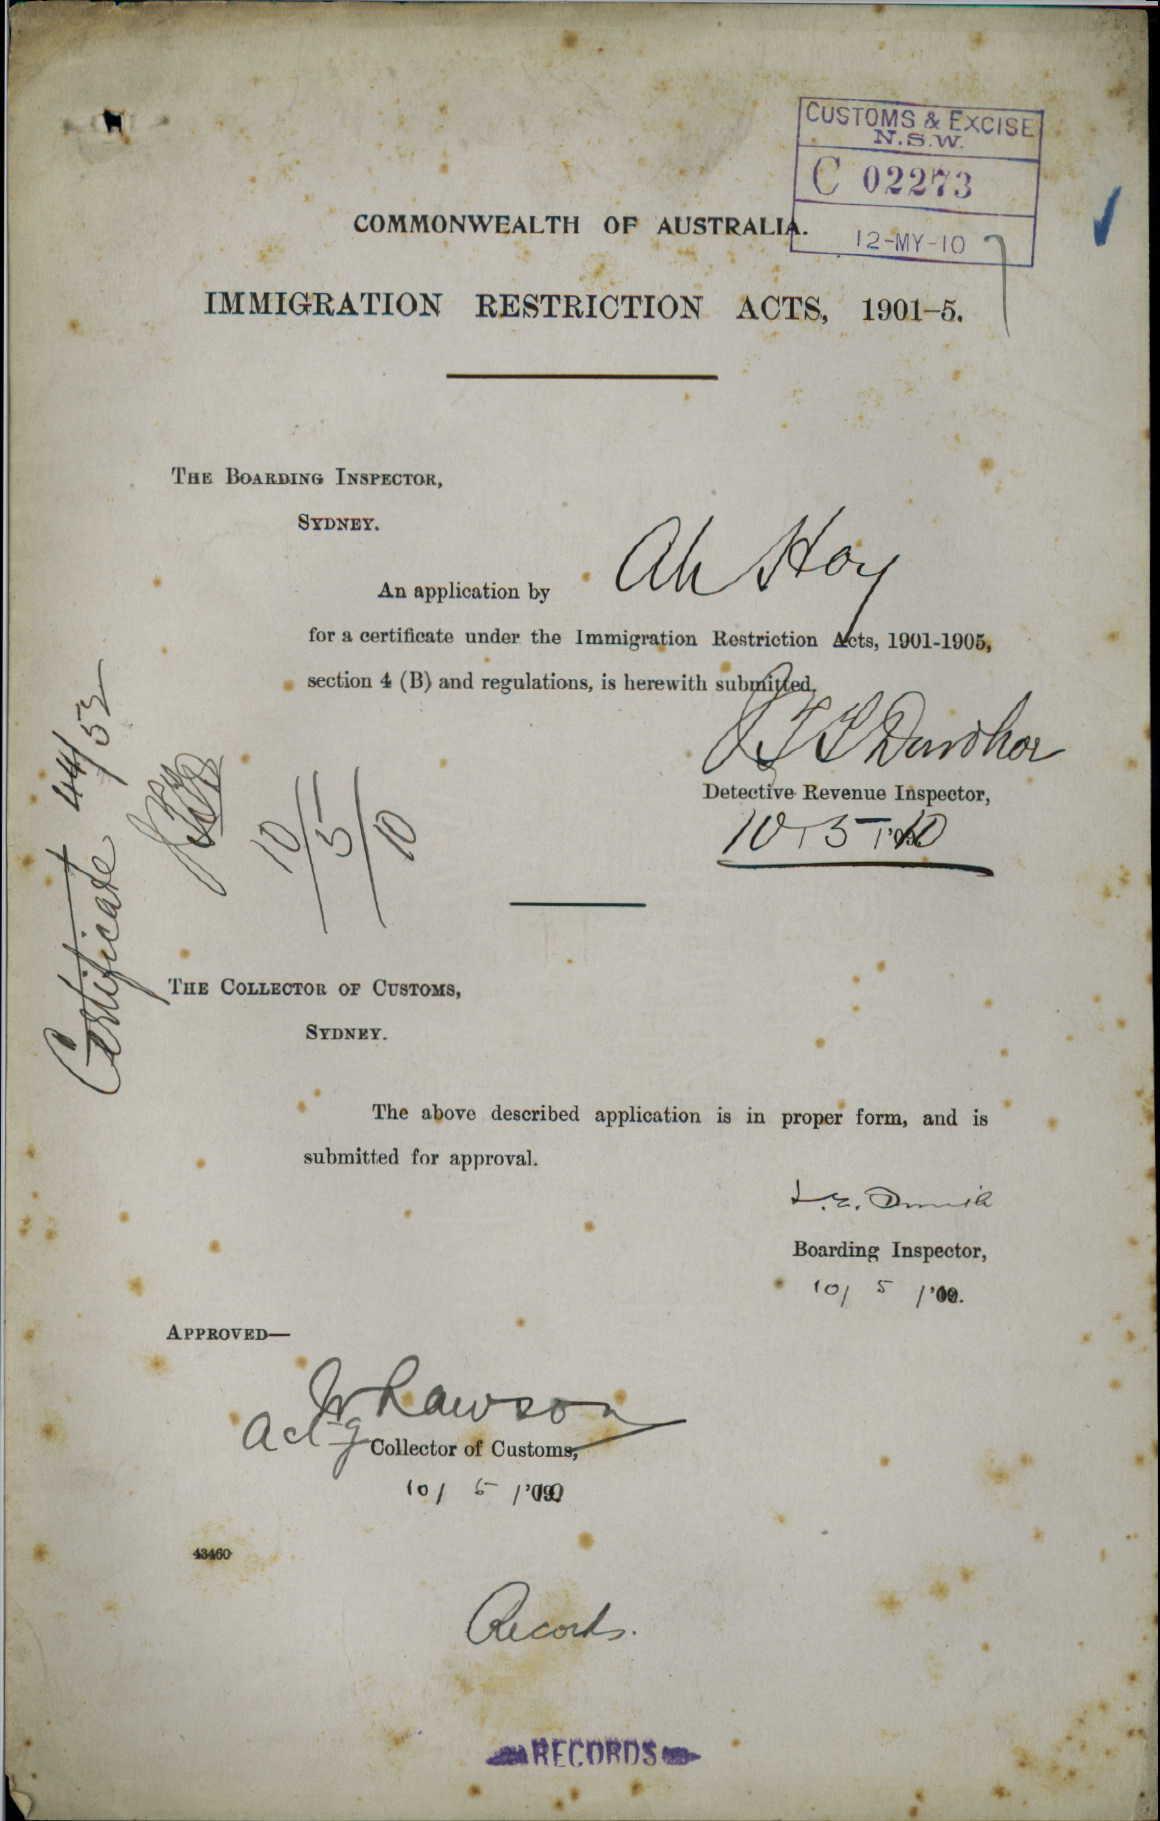 CUSTOMS & EXCISE
N.S.W.
C 02273
12-MY-10
COMMONWEALTH OF AUSTRALIA.
IMMIGRATION RESTRICTION ACTS, 1901-5.
THE BOARDING INSPECTOR,
SYDNEY.
An application by Ah Hoy
for a certificate under the Immigration Restriction Acts, 1901-1905,
section 4 (B) and regulations, is herewith submitted.
Detective Revenue Inspector,
10/5/'10
Certificate 44/52
10/5/10
THE COLLECTOR OF CUSTOMS,
SYDNEY.
The above described application is in proper form, and is
submitted for approval.
Boarding Inspector,
10/ 5 /'10.
APPROVED—
Rawson
Actg Collector of Customs,
10/ 5 /'10
43460
Records.
RECORDS